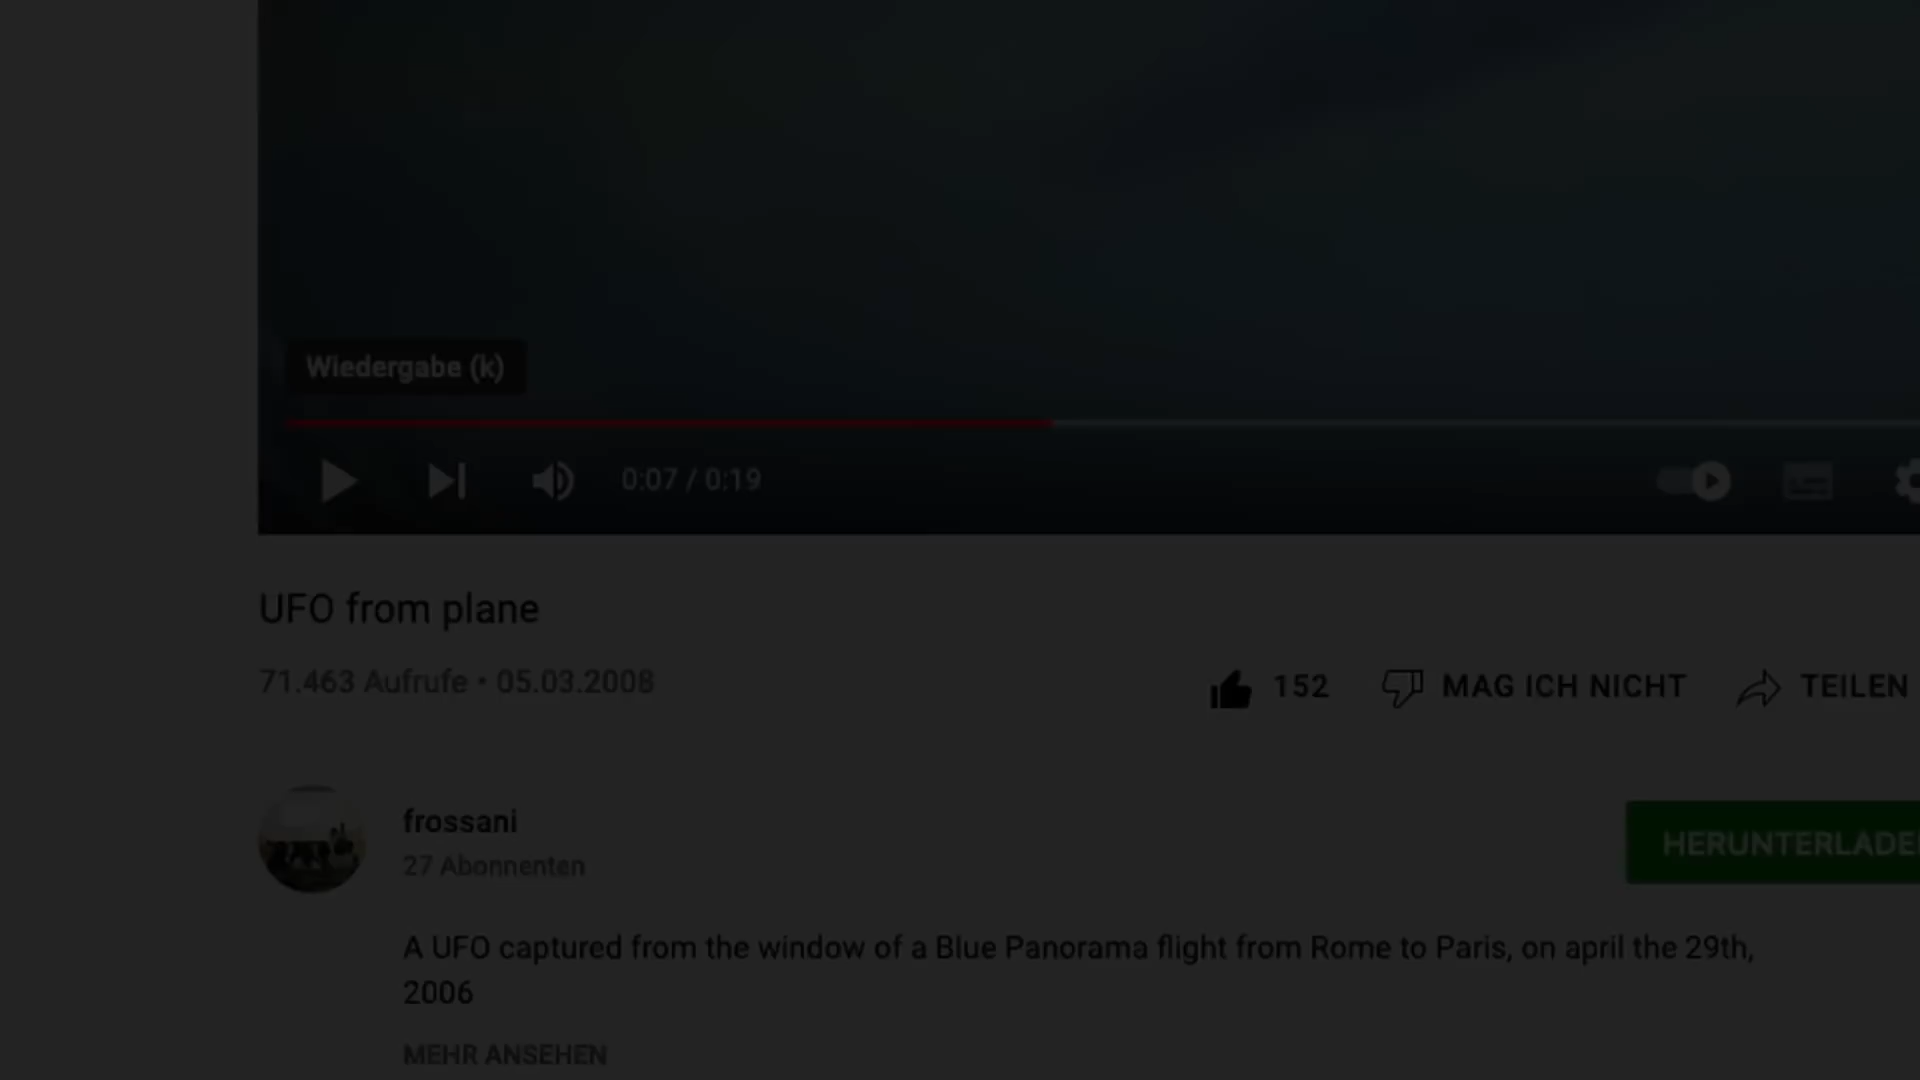 Wiedergabe (k)
0:07 / 0:19
UFO from plane
71.463 Aufrufe • 05.03.2008
152 MAG ICH NICHT TEILEN
frossani
27 Abonnenten
HERUNTERLADE
A UFO captured from the window of a Blue Panorama flight from Rome to Paris, on april the 29th,
2006
MEHR ANSEHEN